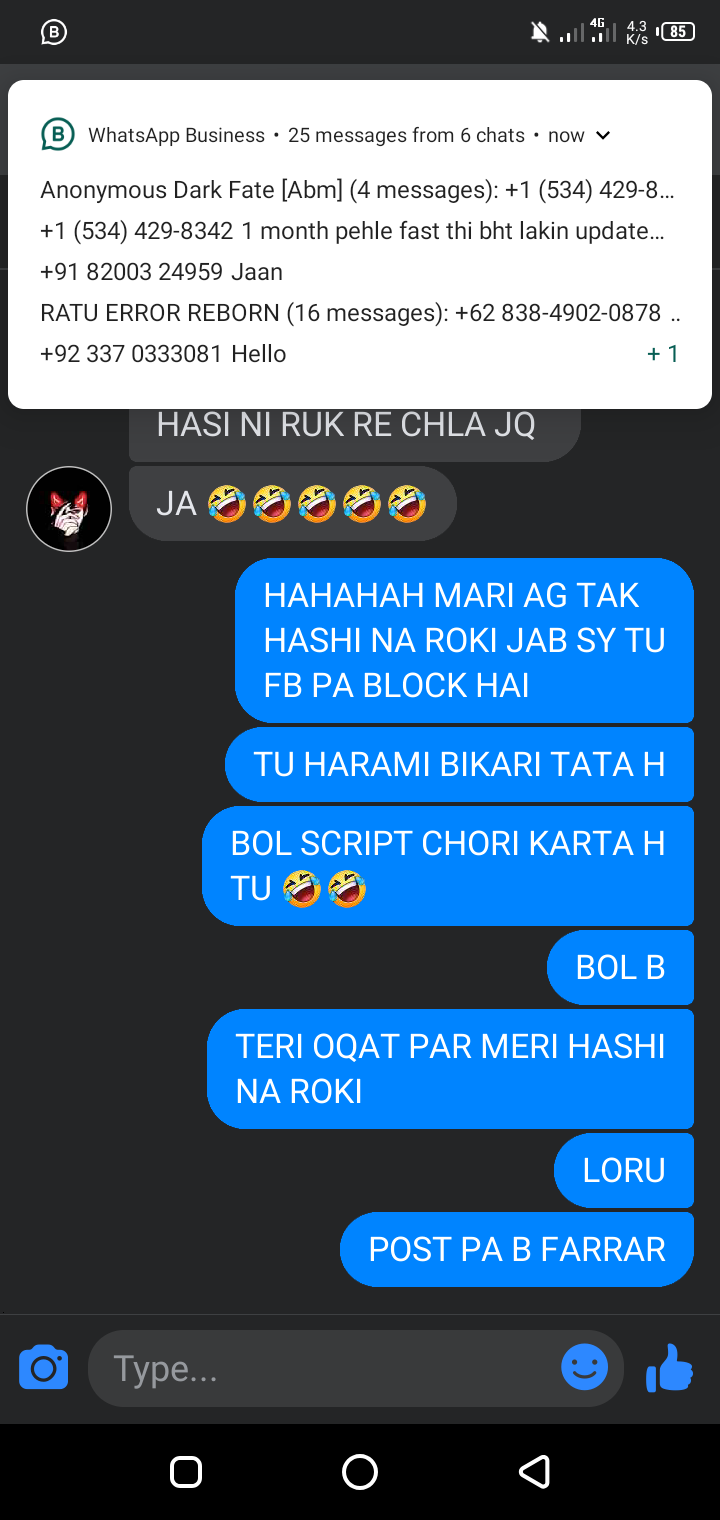 B
4G
4.3
K/s
85
B WhatsApp Business • 25 messages from 6 chats • now
Anonymous Dark Fate [Abm] (4 messages): +1 (534) 429-8...
+1 (534) 429-8342 1 month pehle fast thi bht lakin update...
+91 82003 24959 Jaan
RATU ERROR REBORN (16 messages): +62 838-4902-0878 ..
+92 337 0333081 Hello + 1
HASI NI RUK RE CHLA JQ
JA 🤣🤣🤣🤣🤣
HAHAHAH MARI AG TAK
HASHI NA ROKI JAB SY TU
FB PA BLOCK HAI
TU HARAMI BIKARI TATA H
BOL SCRIPT CHORI KARTA H
TU 🤣🤣
BOL B
TERI OQAT PAR MERI HASHI
NA ROKI
LORU
POST PA B FARRAR
Type...